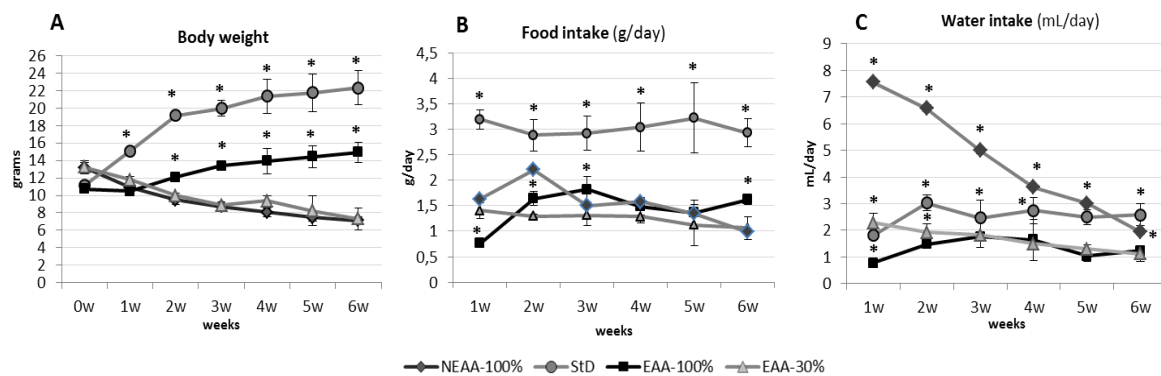 A
Body weight
26
24
22
20
18
16
14
12
10
8
6
4
2
0
grams
* * * * * *
* * * * *
0w 1w 2w 3w 4w 5w 6w
weeks
B
Food intake (g/day)
4,5
4
3,5
3
2,5
2
1,5
1
0,5
0
g/day
* * * * * *
* * * *
1w 2w 3w 4w 5w 6w
weeks
C
Water intake (mL/day)
9
8
7
6
5
4
3
2
1
0
mL/day
* * * * * *
* * * * * *
* *
1w 2w 3w 4w 5w 6w
weeks
NEAA-100% StD EAA-100% EAA-30%